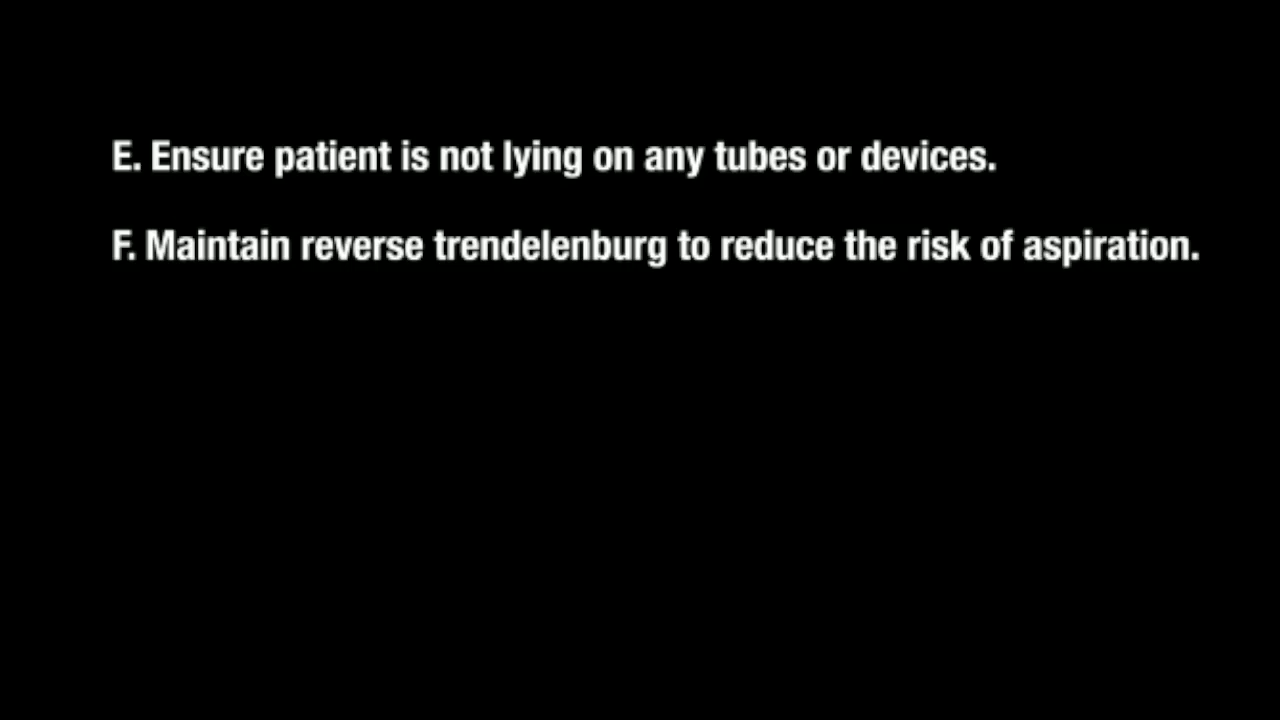 E. Ensure patient is not lying on any tubes or devices.
F. Maintain reverse trendelenburg to reduce the risk of aspiration.